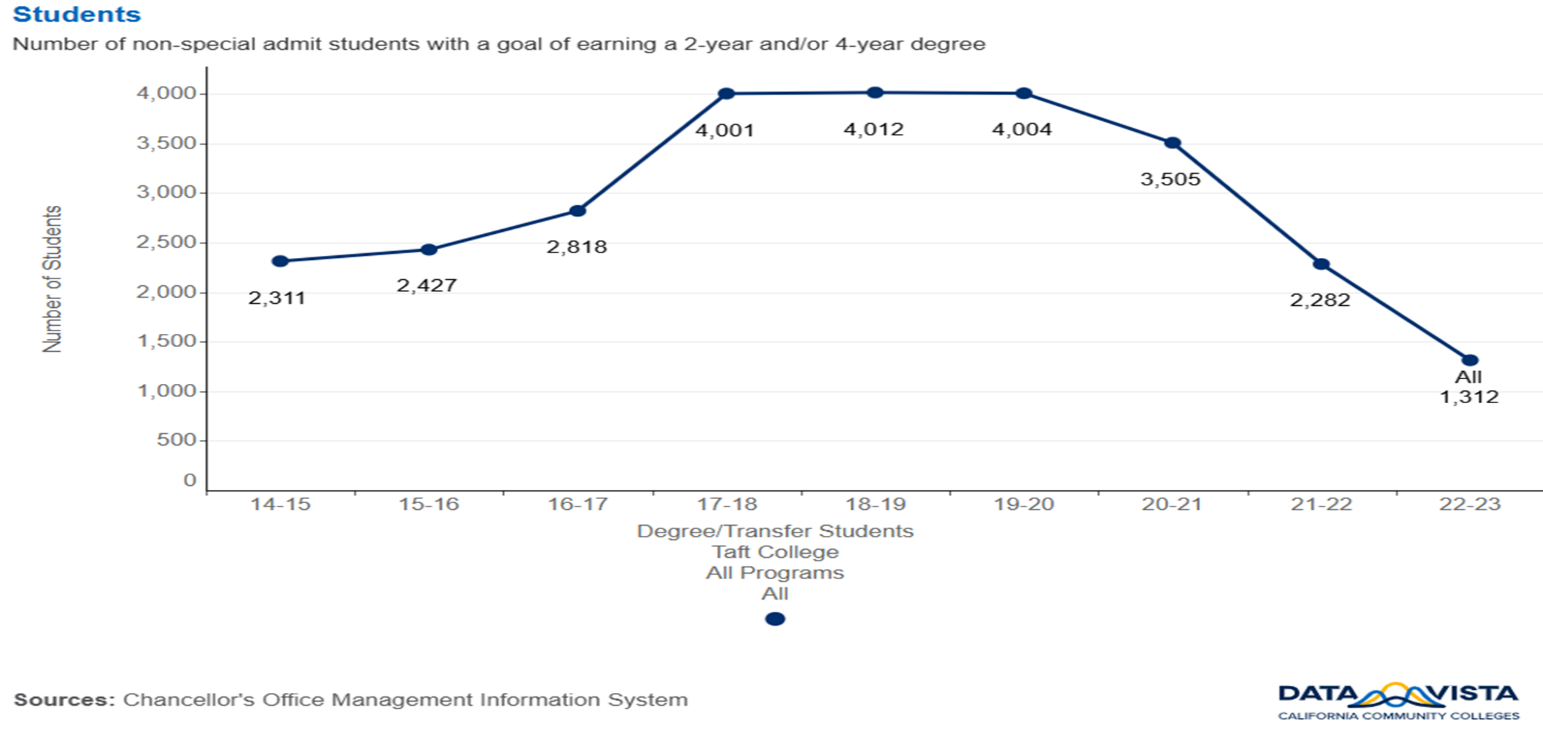 Students
Number of non-special admit students with a goal of earning a 2-year and/or 4-year degree
Number of Students
4,000
3,500
3,000
2,500
2,000
1,500
1,000
500
0
2,311
2,427
2,818
4,001
4,012
4,004
3,505
2,282
All
1,312
14-15 15-16 16-17 17-18 18-19 19-20 20-21 21-22 22-23
Degree/Transfer Students
Taft College
All Programs
All
Sources: Chancellor's Office Management Information System
DATA VISTA
CALIFORNIA COMMUNITY COLLEGES